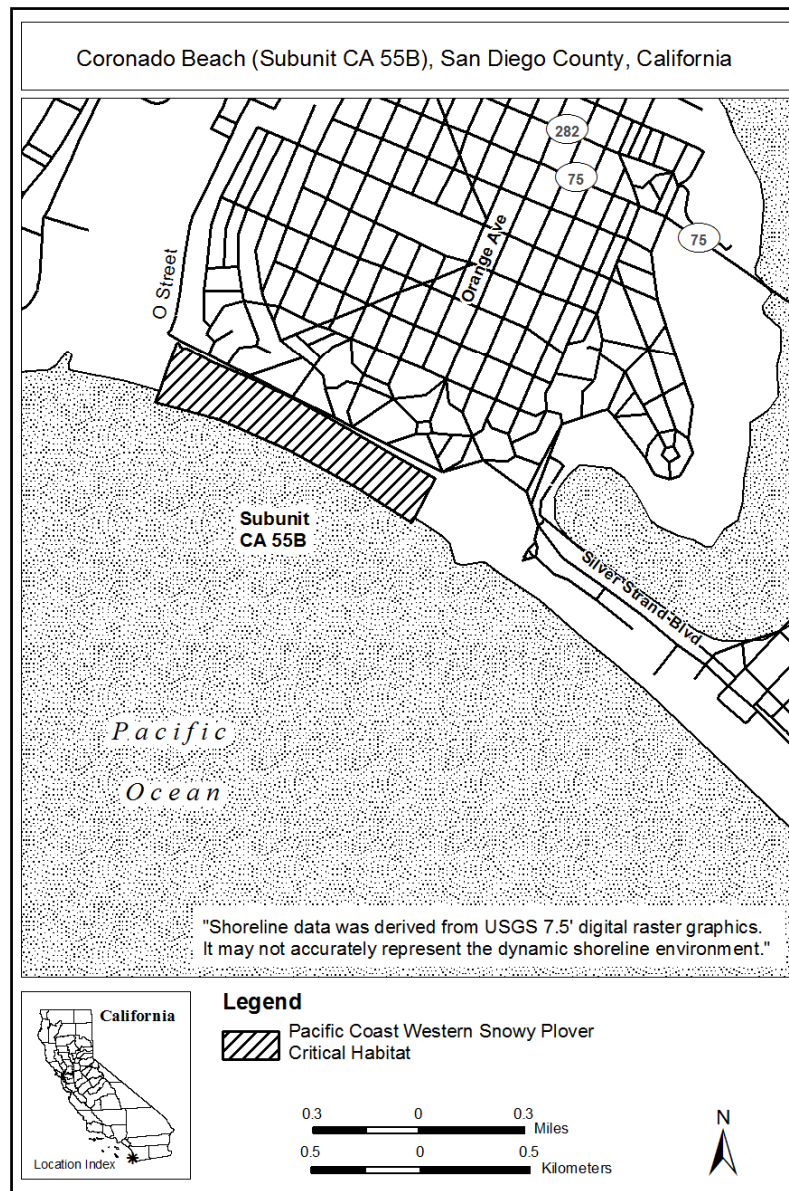 Coronado Beach (Subunit CA 55B), San Diego County, California
282
75
75
Orange Ave
O Street
Subunit
CA 55B
Silver Strand Blvd
Pacific
Ocean
"Shoreline data was derived from USGS 7.5' digital raster graphics.
It may not accurately represent the dynamic shoreline environment."
California
Location Index
Legend
Pacific Coast Western Snowy Plover
Critical Habitat
0.3 0 0.3
Miles
0.5 0 0.5
Kilometers
N